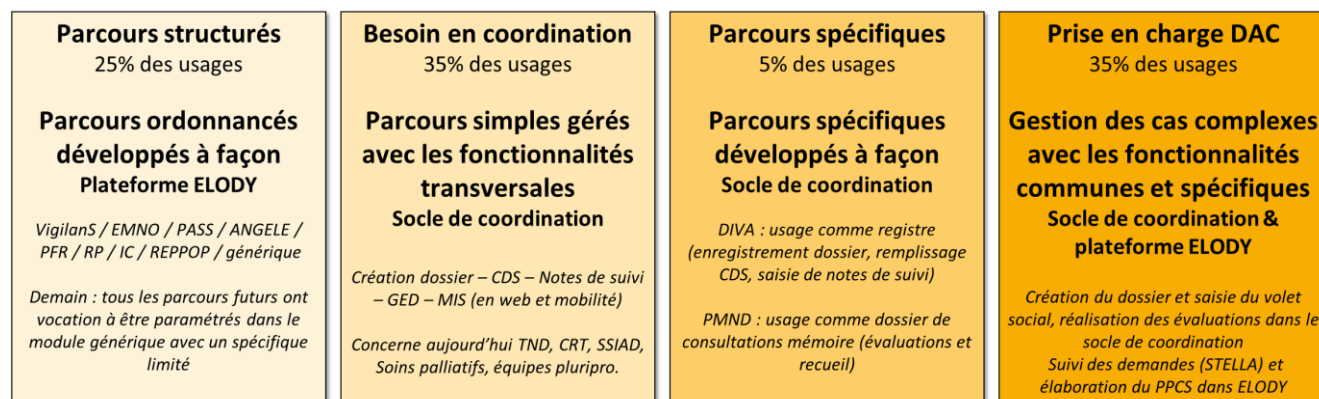 Parcours structurés
25% des usages
Parcours ordonnancés
développés à façon
Plateforme ELODY
VigilanS / EMNO / PASS / ANGELE /
PFR / RP / IC / REPPOP / générique
Demain : tous les parcours futurs ont
vocation à être paramétrés dans le
module générique avec un spécifique
limité
Besoin en coordination
35% des usages
Parcours simples gérés
avec les fonctionnalités
transversales
Socle de coordination
Création dossier – CDS – Notes de suivi
– GED – MIS (en web et mobilité)
Concerne aujourd’hui TND, CRT, SSIAD,
Soins palliatifs, équipes pluripro.
Parcours spécifiques
5% des usages
Parcours spécifiques
développés à façon
Socle de coordination
DIVA : usage comme registre
(enregistrement dossier, remplissage
CDS, saisie de notes de suivi)
PMND : usage comme dossier de
consultations mémoire (évaluations et
recueil)
Prise en charge DAC
35% des usages
Gestion des cas complexes
avec les fonctionnalités
communes et spécifiques
Socle de coordination &
plateforme ELODY
Création du dossier et saisie du volet
social, réalisation des évaluations dans le
socle de coordination
Suivi des demandes (STELLA) et
élaboration du PPCS dans ELODY